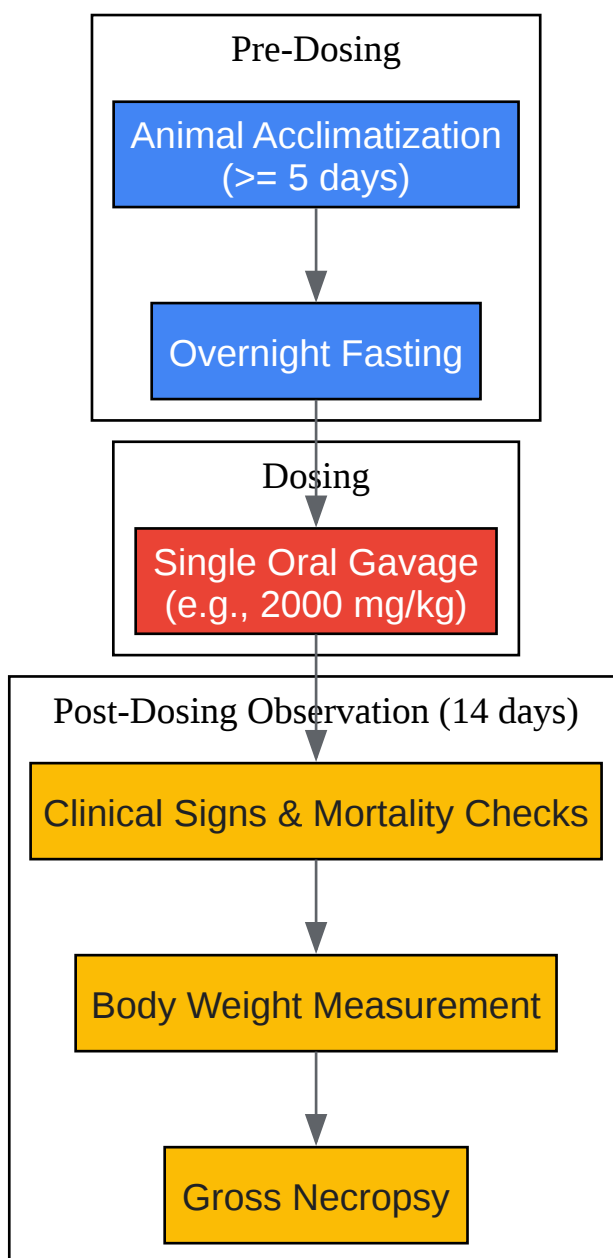 Pre-Dosing
Animal Acclimatization
(>= 5 days)
Overnight Fasting
Dosing
Single Oral Gavage
(e.g., 2000 mg/kg)
Post-Dosing Observation (14 days)
Clinical Signs & Mortality Checks
Body Weight Measurement
Gross Necropsy